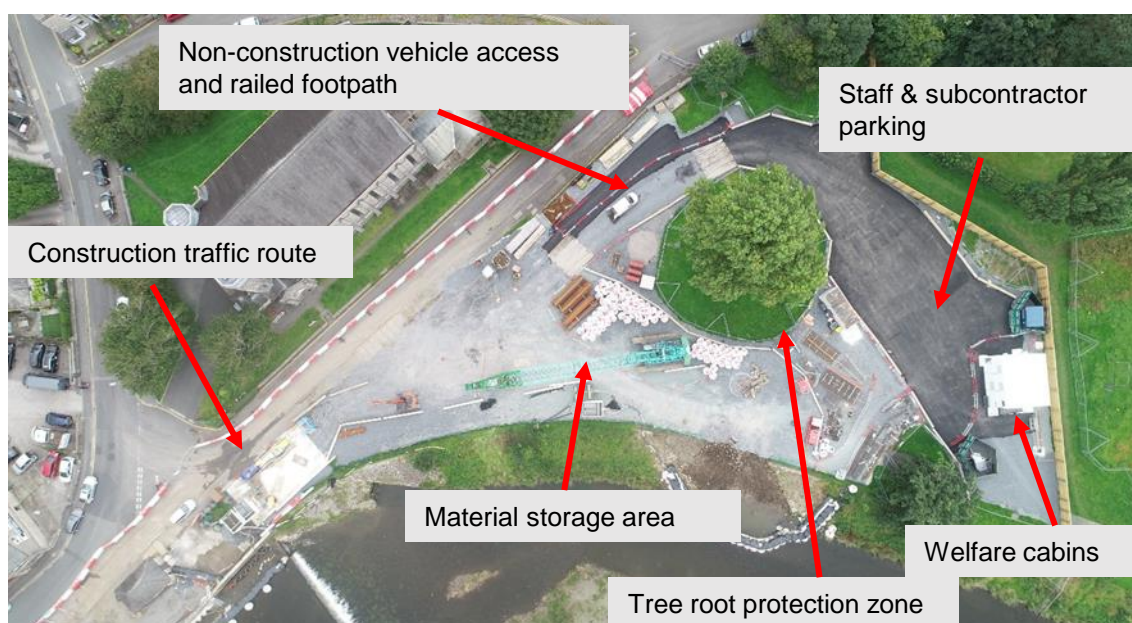 Non-construction vehicle access
and railed footpath
Staff & subcontractor
parking
Construction traffic route
Material storage area
Welfare cabins
Tree root protection zone